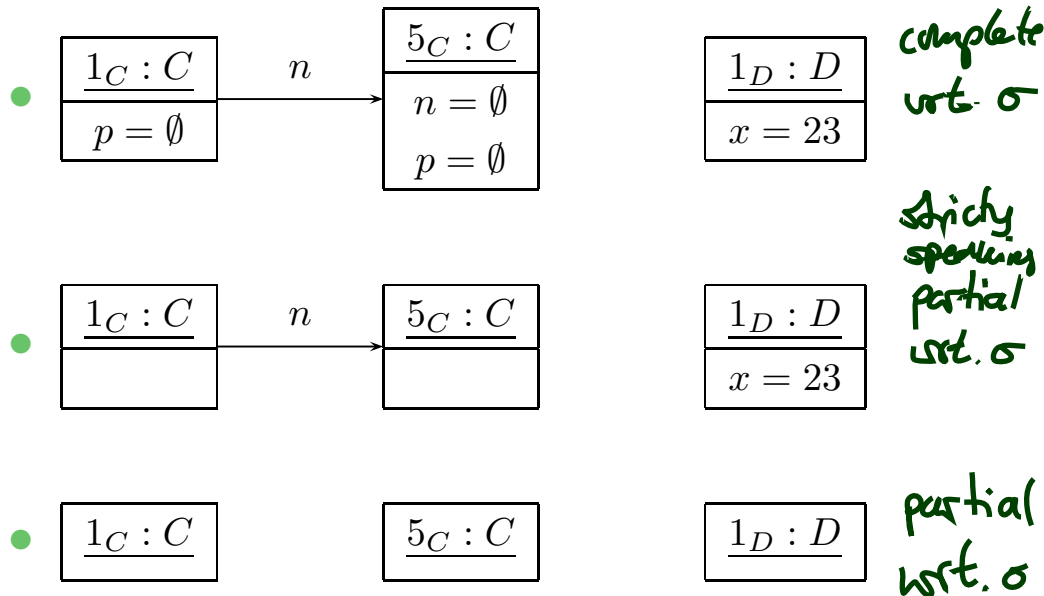 1_C : C
n
5_C : C
1_D : D
complete
p = ∅
n = ∅
x = 23
wrt. σ
p = ∅
strictly
speaking
1_C : C
n
5_C : C
1_D : D
partial
x = 23
wrt. σ
1_C : C
5_C : C
1_D : D
partial
wrt. σ